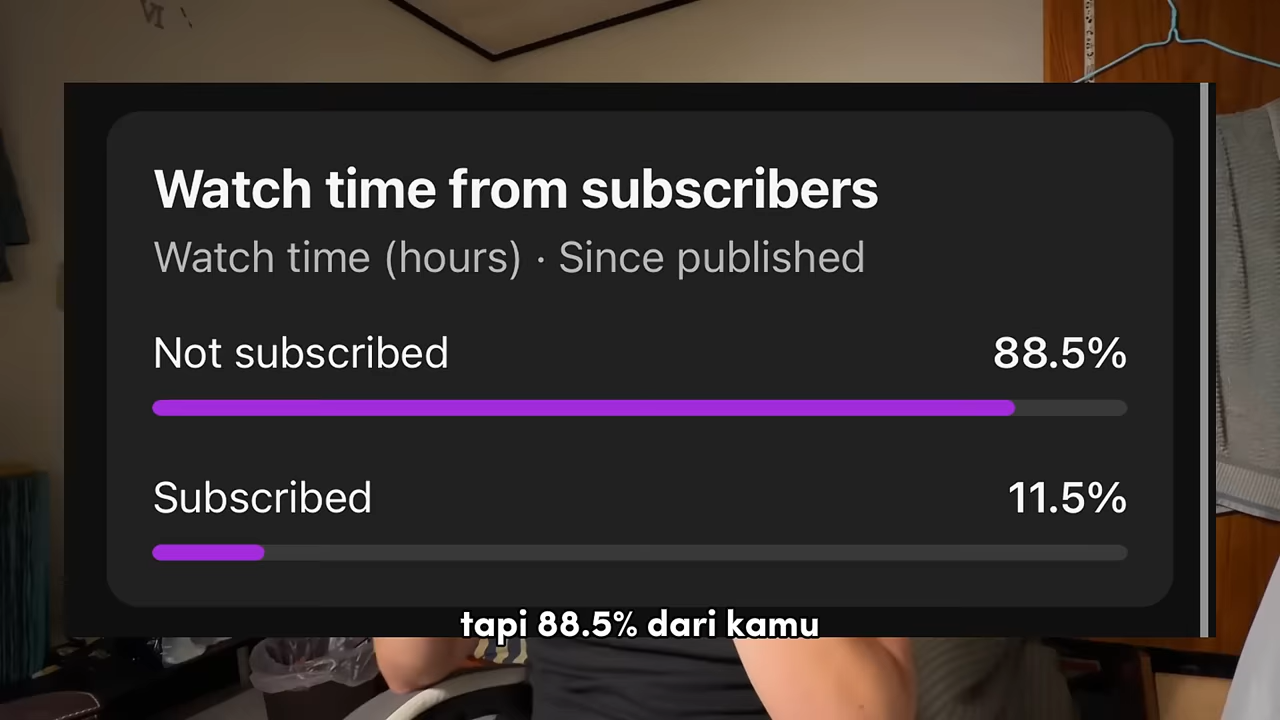 Watch time from subscribers
Watch time (hours) · Since published
Not subscribed 88.5%
Subscribed 11.5%
tapi 88.5% dari kamu